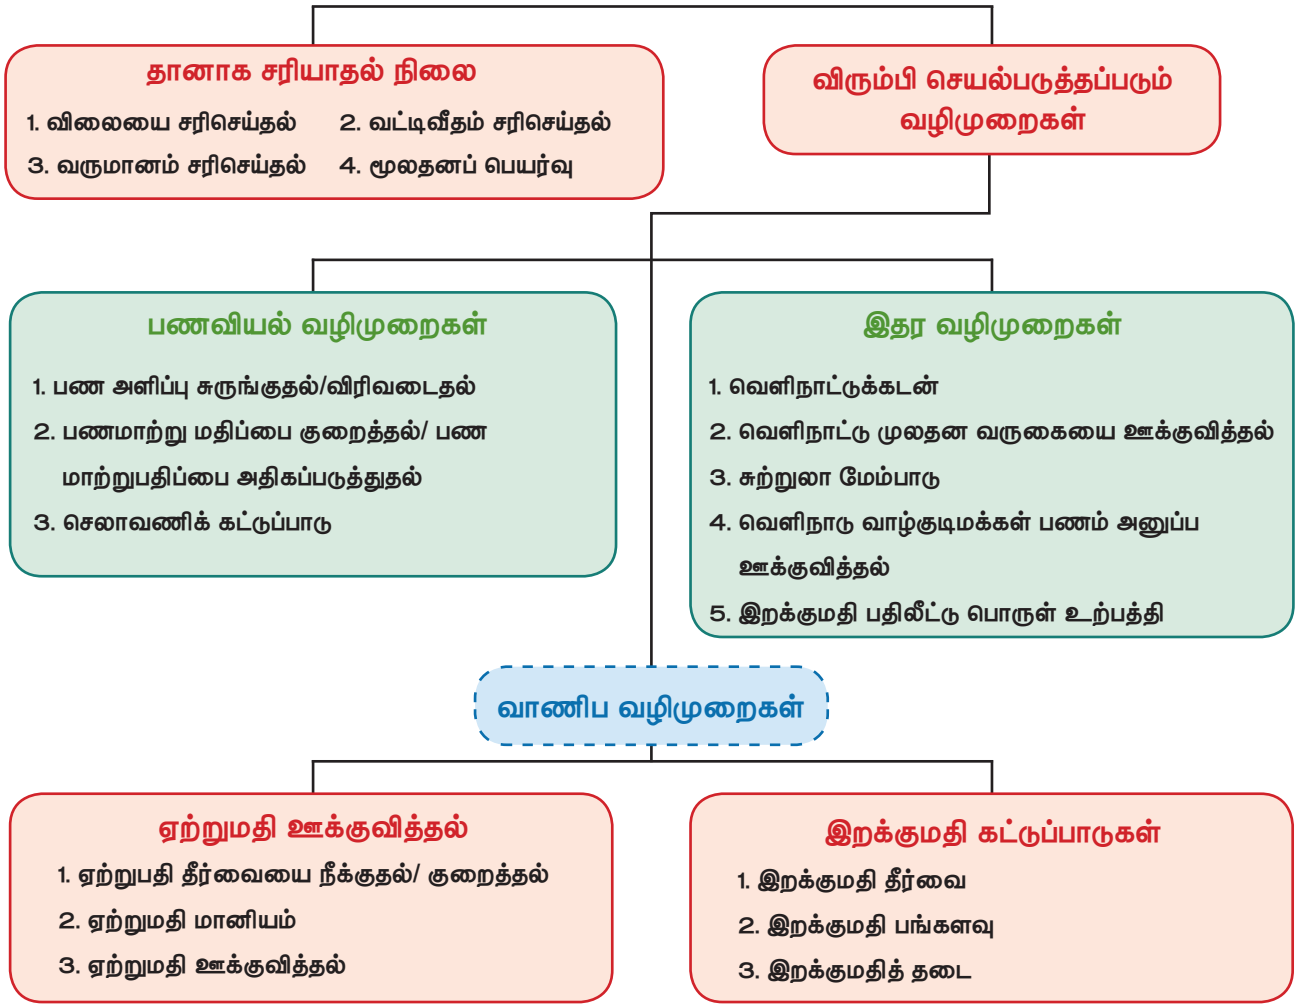 தானாக சரியாதல் நிலை
1. விலையை சரிசெய்தல் 2. வட்டிவீதம் சரிசெய்தல்
3. வருமானம் சரிசெய்தல் 4. மூலதனப் பெயர்வு
விரும்பி செயல்படுத்தப்படும்
வழிமுறைகள்
பணவியல் வழிமுறைகள்
1. பண அளிப்பு சுருங்குதல்/விரிவடைதல்
2. பணமாற்று மதிப்பை குறைத்தல்/ பண
மாற்றுபதிப்பை அதிகப்படுத்துதல்
3. செலாவணிக் கட்டுப்பாடு
இதர வழிமுறைகள்
1. வெளிநாட்டுக்கடன்
2. வெளிநாட்டு முலதன வருகையை ஊக்குவித்தல்
3. சுற்றுலா மேம்பாடு
4. வெளிநாடு வாழ்குடிமக்கள் பணம் அனுப்ப
ஊக்குவித்தல்
5. இறக்குமதி பதிலீட்டு பொருள் உற்பத்தி
வாணிப வழிமுறைகள்
ஏற்றுமதி ஊக்குவித்தல்
1. ஏற்றுபதி தீர்வையை நீக்குதல்/ குறைத்தல்
2. ஏற்றுமதி மானியம்
3. ஏற்றுமதி ஊக்குவித்தல்
இறக்குமதி கட்டுப்பாடுகள்
1. இறக்குமதி தீர்வை
2. இறக்குமதி பங்களவு
3. இறக்குமதித் தடை